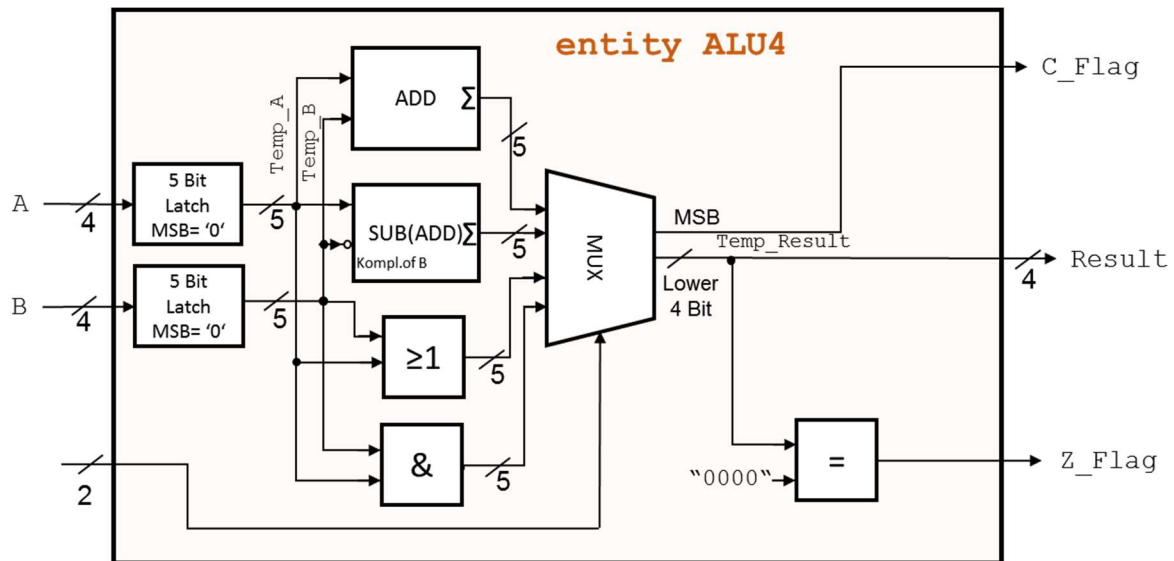 entity ALU4
C_Flag
ADD
Σ
Temp_A
Temp_B
5
A
4
5 Bit
Latch
MSB= ‘0‘
5
SUB(ADD)
Σ
Kompl.of B
5
MUX
MSB
Temp_Result
Lower
4 Bit
4
Result
B
4
5 Bit
Latch
MSB= ‘0‘
5
≥1
5
&
5
2
“0000“
=
Z_Flag